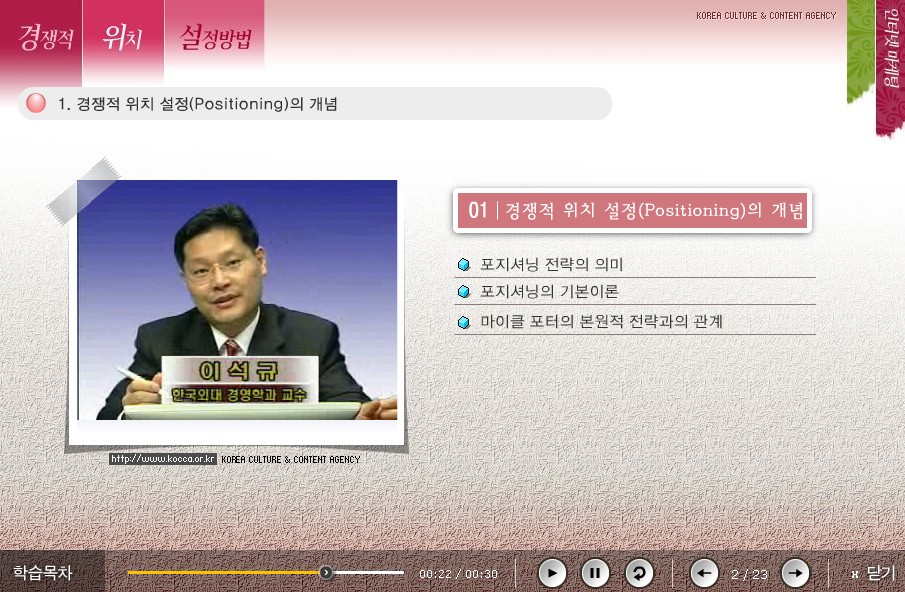 경쟁적 위치 설정방법
KOREA CULTURE & CONTENT AGENCY
인터넷 마케팅
1. 경쟁적 위치 설정(Positioning)의 개념
01 | 경쟁적 위치 설정(Positioning)의 개념
포지셔닝 전략의 의미
포지셔닝의 기본이론
마이클 포터의 본원적 전략과의 관계
이 석 규
한국외대 경영학과 교수
http://www.kocca.or.kr KOREA CULTURE & CONTENT AGENCY
학습목차
00:22 / 00:30
2 / 23
x 닫기